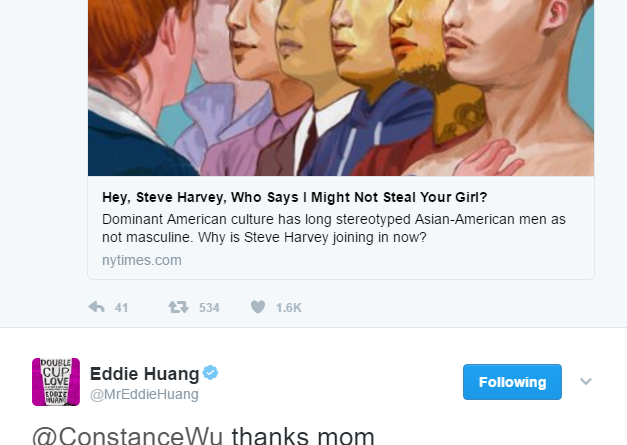 Hey, Steve Harvey, Who Says I Might Not Steal Your Girl?
Dominant American culture has long stereotyped Asian-American men as
not masculine. Why is Steve Harvey joining in now?
nytimes.com
41 534 1.6K
DOUBLE
CUP
LOVE
EDDIE
HUANG
Eddie Huang
@MrEddieHuang
Following
@ConstanceWu thanks mom